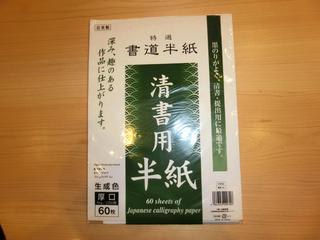 日本製
特選
書道半紙
墨のりがよく、清書・提出用に最適です。
深み、趣のある
作品に仕上がります。
清書用
半紙
60 sheets of
Japanese calligraphy paper
生成色
厚口
60枚